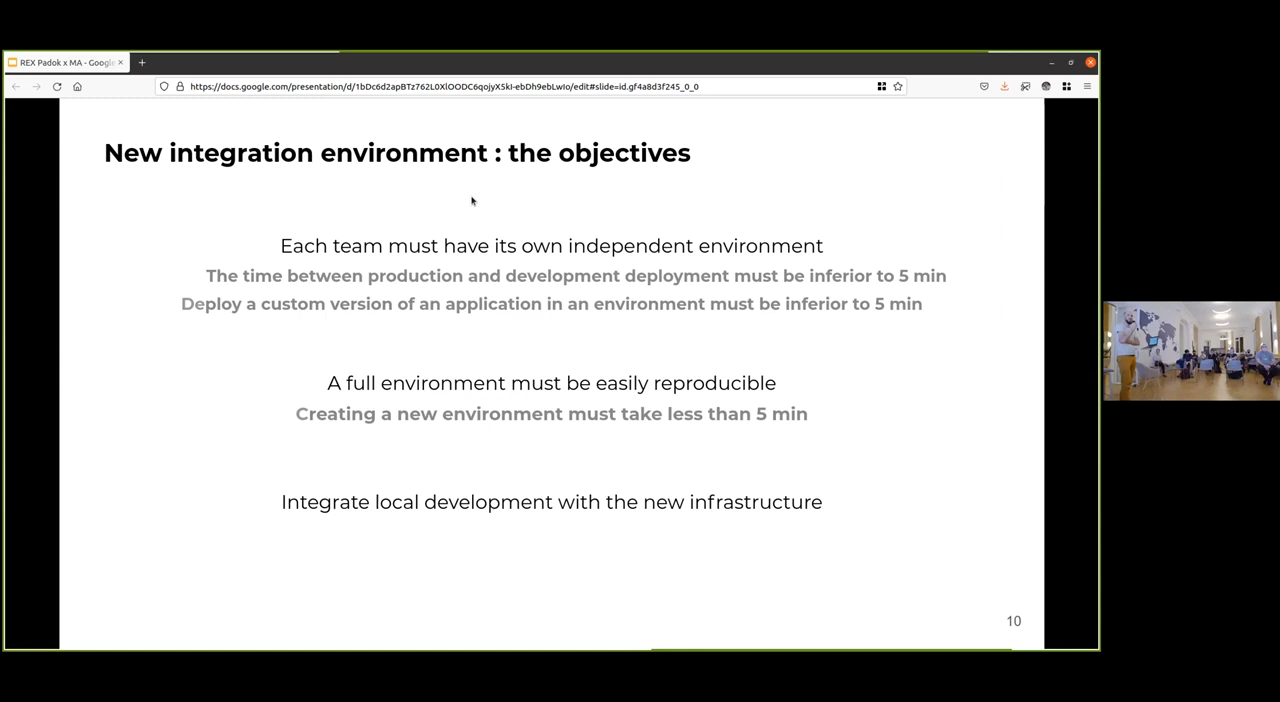 REX Padok x MA - Google
https://docs.google.com/presentation/d/1bDc6d2apBTz762L0XlOODC6qojyX5kI-ebDh9ebLwIo/edit#slide=id.gf4a8d3f245_0_0
New integration environment : the objectives
Each team must have its own independent environment
The time between production and development deployment must be inferior to 5 min
Deploy a custom version of an application in an environment must be inferior to 5 min
A full environment must be easily reproducible
Creating a new environment must take less than 5 min
Integrate local development with the new infrastructure
10